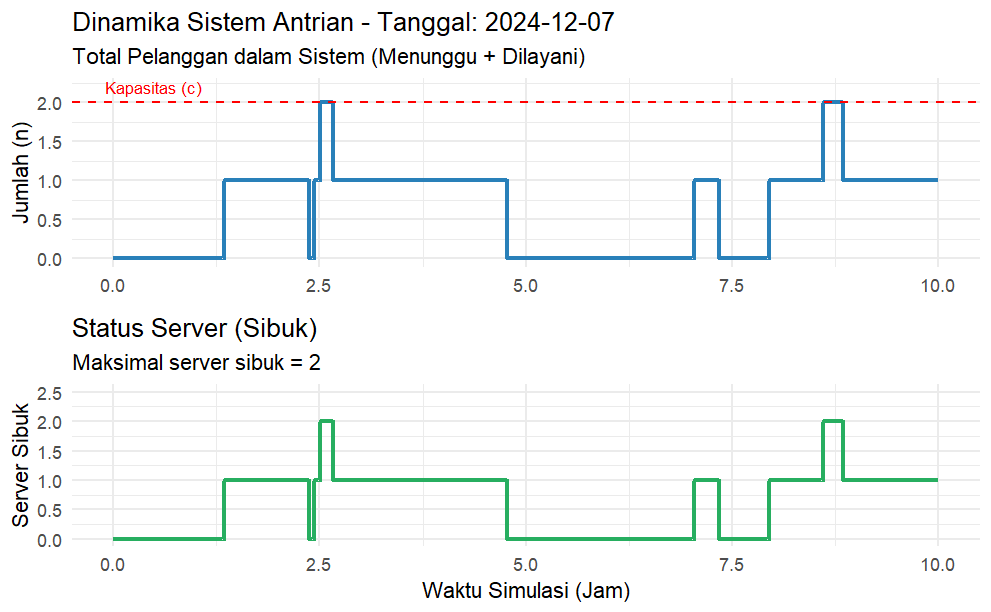 Dinamika Sistem Antrian - Tanggal: 2024-12-07
Total Pelanggan dalam Sistem (Menunggu + Dilayani)
Kapasitas (c)
Jumlah (n)
2.0
1.5
1.0
0.5
0.0
0.0 2.5 5.0 7.5 10.0
Status Server (Sibuk)
Maksimal server sibuk = 2
Server Sibuk
2.5
2.0
1.5
1.0
0.5
0.0
0.0 2.5 5.0 7.5 10.0
Waktu Simulasi (Jam)